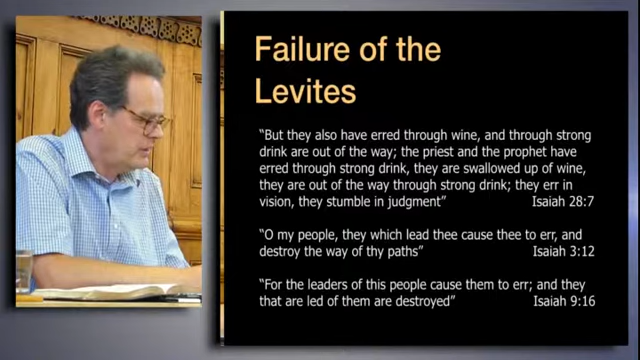 Failure of the
Levites
“But they also have erred through wine, and through strong
drink are out of the way; the priest and the prophet have
erred through strong drink, they are swallowed up of wine,
they are out of the way through strong drink; they err in
vision, they stumble in judgment” Isaiah 28:7
“O my people, they which lead thee cause thee to err, and
destroy the way of thy paths” Isaiah 3:12
“For the leaders of this people cause them to err; and they
that are led of them are destroyed” Isaiah 9:16